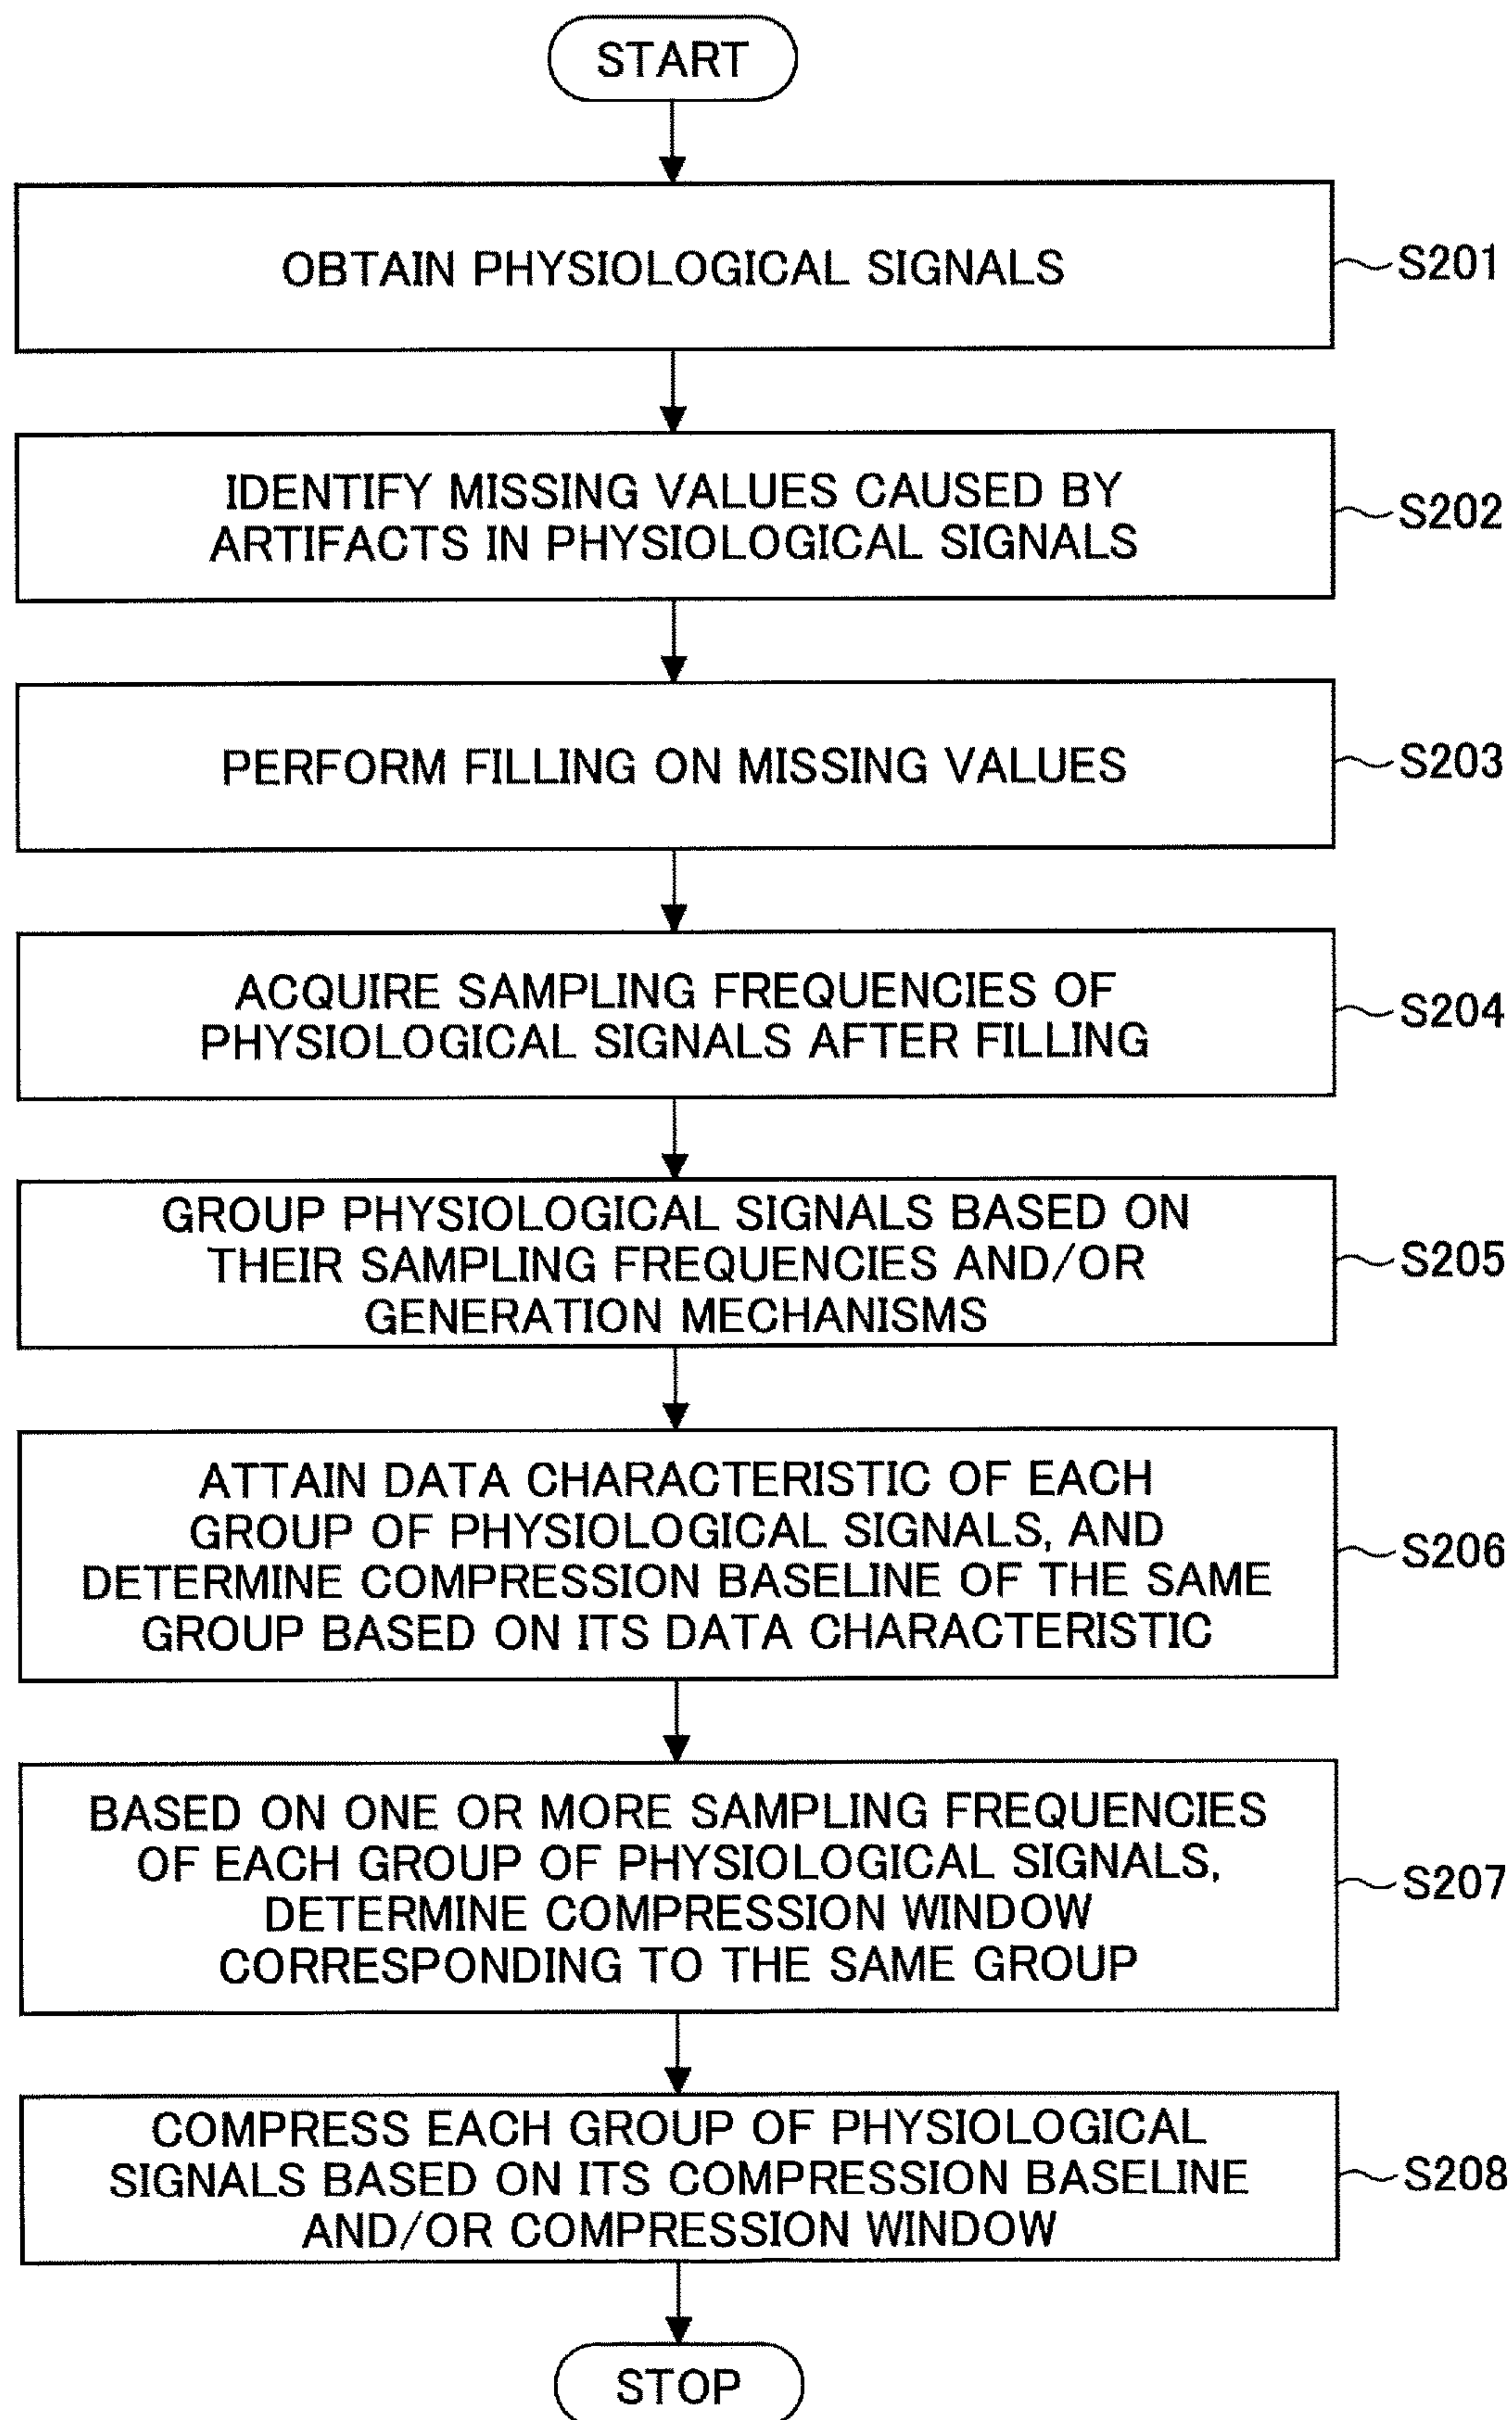 START
OBTAIN PHYSIOLOGICAL SIGNALS
S201
IDENTIFY MISSING VALUES CAUSED BY
ARTIFACTS IN PHYSIOLOGICAL SIGNALS
S202
PERFORM FILLING ON MISSING VALUES
S203
ACQUIRE SAMPLING FREQUENCIES OF
PHYSIOLOGICAL SIGNALS AFTER FILLING
S204
GROUP PHYSIOLOGICAL SIGNALS BASED ON
THEIR SAMPLING FREQUENCIES AND/OR
GENERATION MECHANISMS
S205
ATTAIN DATA CHARACTERISTIC OF EACH
GROUP OF PHYSIOLOGICAL SIGNALS, AND
DETERMINE COMPRESSION BASELINE OF THE SAME
GROUP BASED ON ITS DATA CHARACTERISTIC
S206
BASED ON ONE OR MORE SAMPLING FREQUENCIES
OF EACH GROUP OF PHYSIOLOGICAL SIGNALS,
DETERMINE COMPRESSION WINDOW
CORRESPONDING TO THE SAME GROUP
S207
COMPRESS EACH GROUP OF PHYSIOLOGICAL
SIGNALS BASED ON ITS COMPRESSION BASELINE
AND/OR COMPRESSION WINDOW
S208
STOP